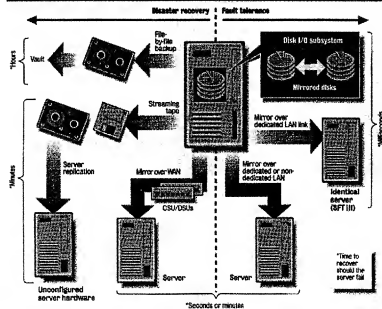 Disaster recovery
Fault tolerance
File-
by-file
backup
Disk I/O subsystem
Mirrored disks
*Hours
Vault
Streaming
tape
Mirror over
dedicated LAN link
Server
replication
Mirror over WAN
Mirror over
dedicated or non-
dedicated LAN
*Minutes
CSU/DSUs
Identical
server
(SFT III)
Unconfigured
server hardware
Server
Server
*Time to
recover
should the
server fail
*Seconds or minutes